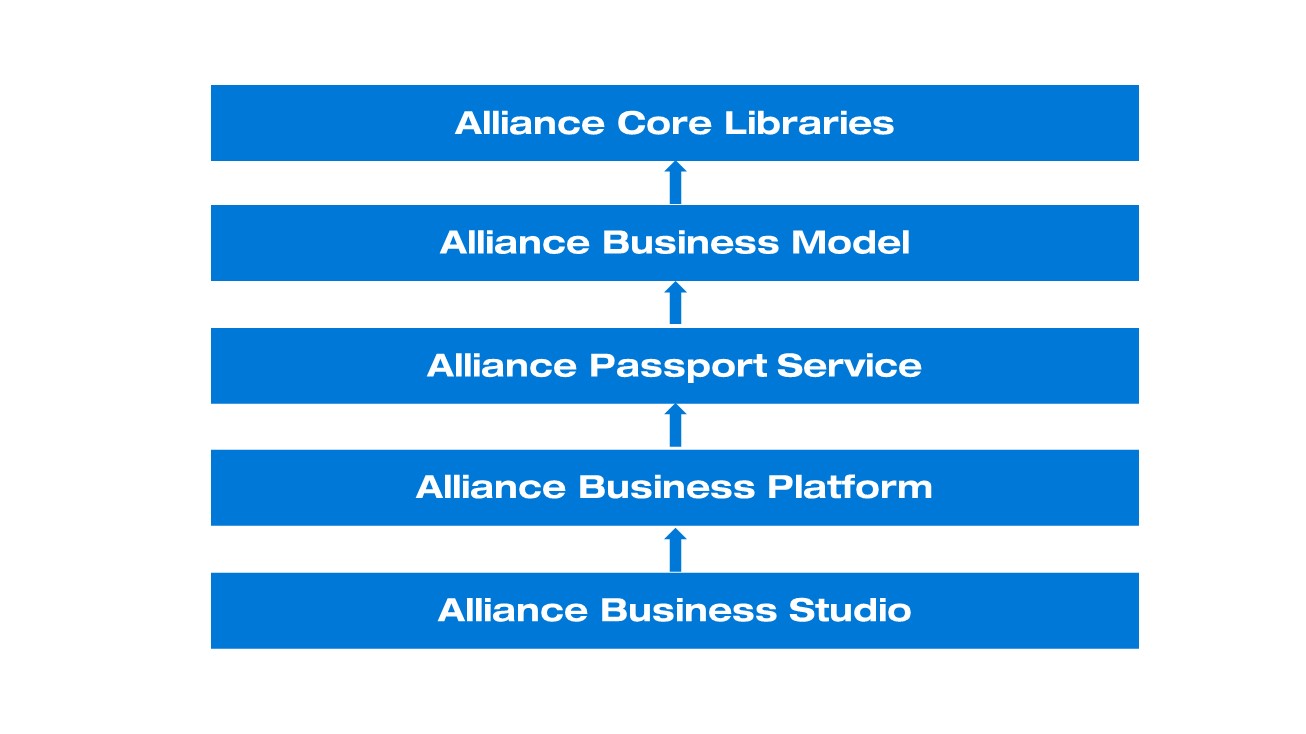 Alliance Core Libraries
Alliance Business Model
Alliance Passport Service
Alliance Business Platform
Alliance Business Studio